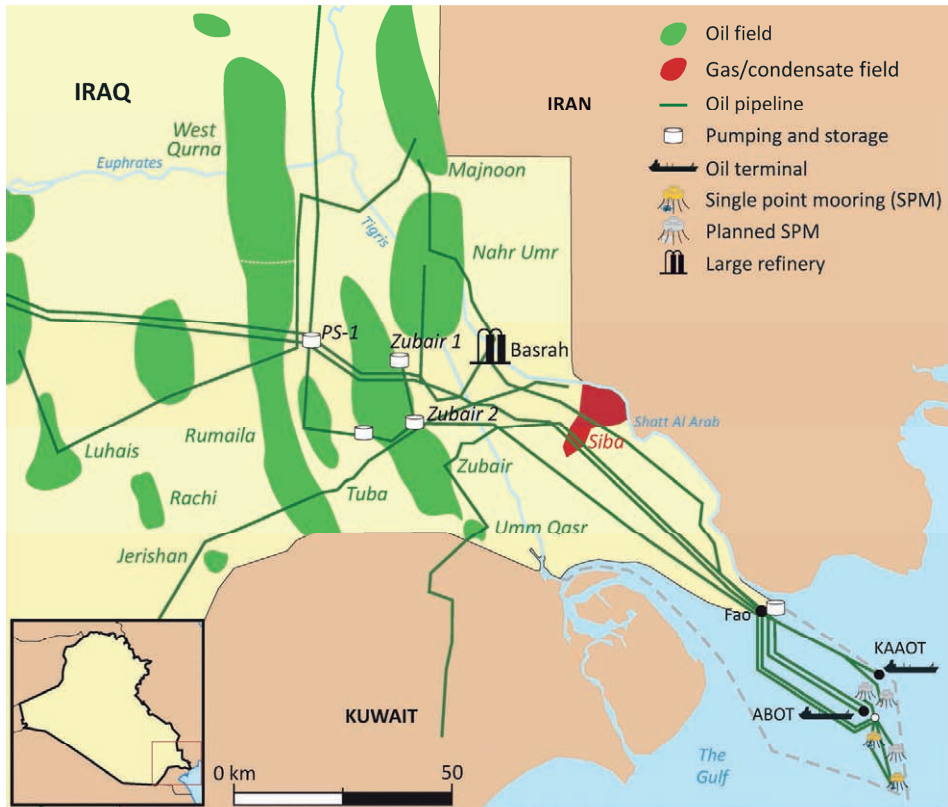 Oil field
Gas/condensate field
Oil pipeline
Pumping and storage
Oil terminal
Single point mooring (SPM)
Planned SPM
Large refinery
IRAQ
IRAN
West
Qurna
Euphrates
Majnoon
Tigris
Nahr Umr
PS-1
Zubair 1
Basrah
Zubair 2
Shatt Al Arab
Siba
Luhais
Rumaila
Zubair
Rachi
Tuba
Umm Qasr
Jerishan
Fao
KAAOT
ABOT
KUWAIT
The
Gulf
0 km
50